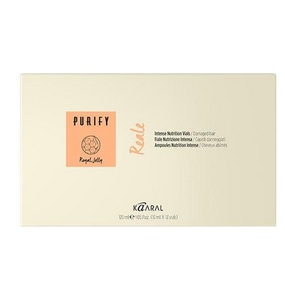 PURIFY
Royal Jelly
Reale
Intense Nutrition Vials / Damaged hair
Fiale Nutrizione Intensa / Capelli danneggiati
Ampoules Nutrition Intense / Cheveux abîmés
KAARAL